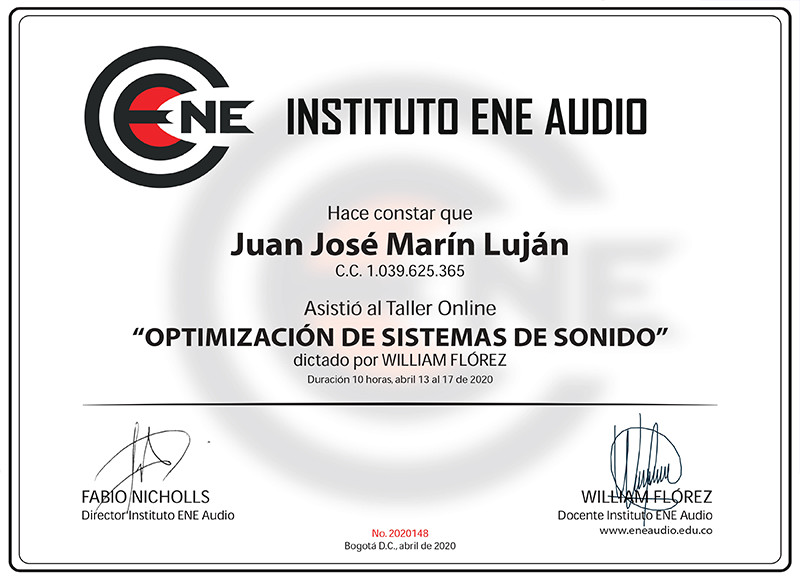 ENE INSTITUTO ENE AUDIO
Hace constar que
Juan José Marín Luján
C.C. 1.039.625.365
Asistió al Taller Online
“OPTIMIZACIÓN DE SISTEMAS DE SONIDO”
dictado por WILLIAM FLÓREZ
Duración 10 horas, abril 13 al 17 de 2020
FABIO NICHOLLS
Director Instituto ENE Audio
WILLIAM FLÓREZ
Docente Instituto ENE Audio
www.eneaudio.edu.co
No. 2020148
Bogotá D.C., abril de 2020